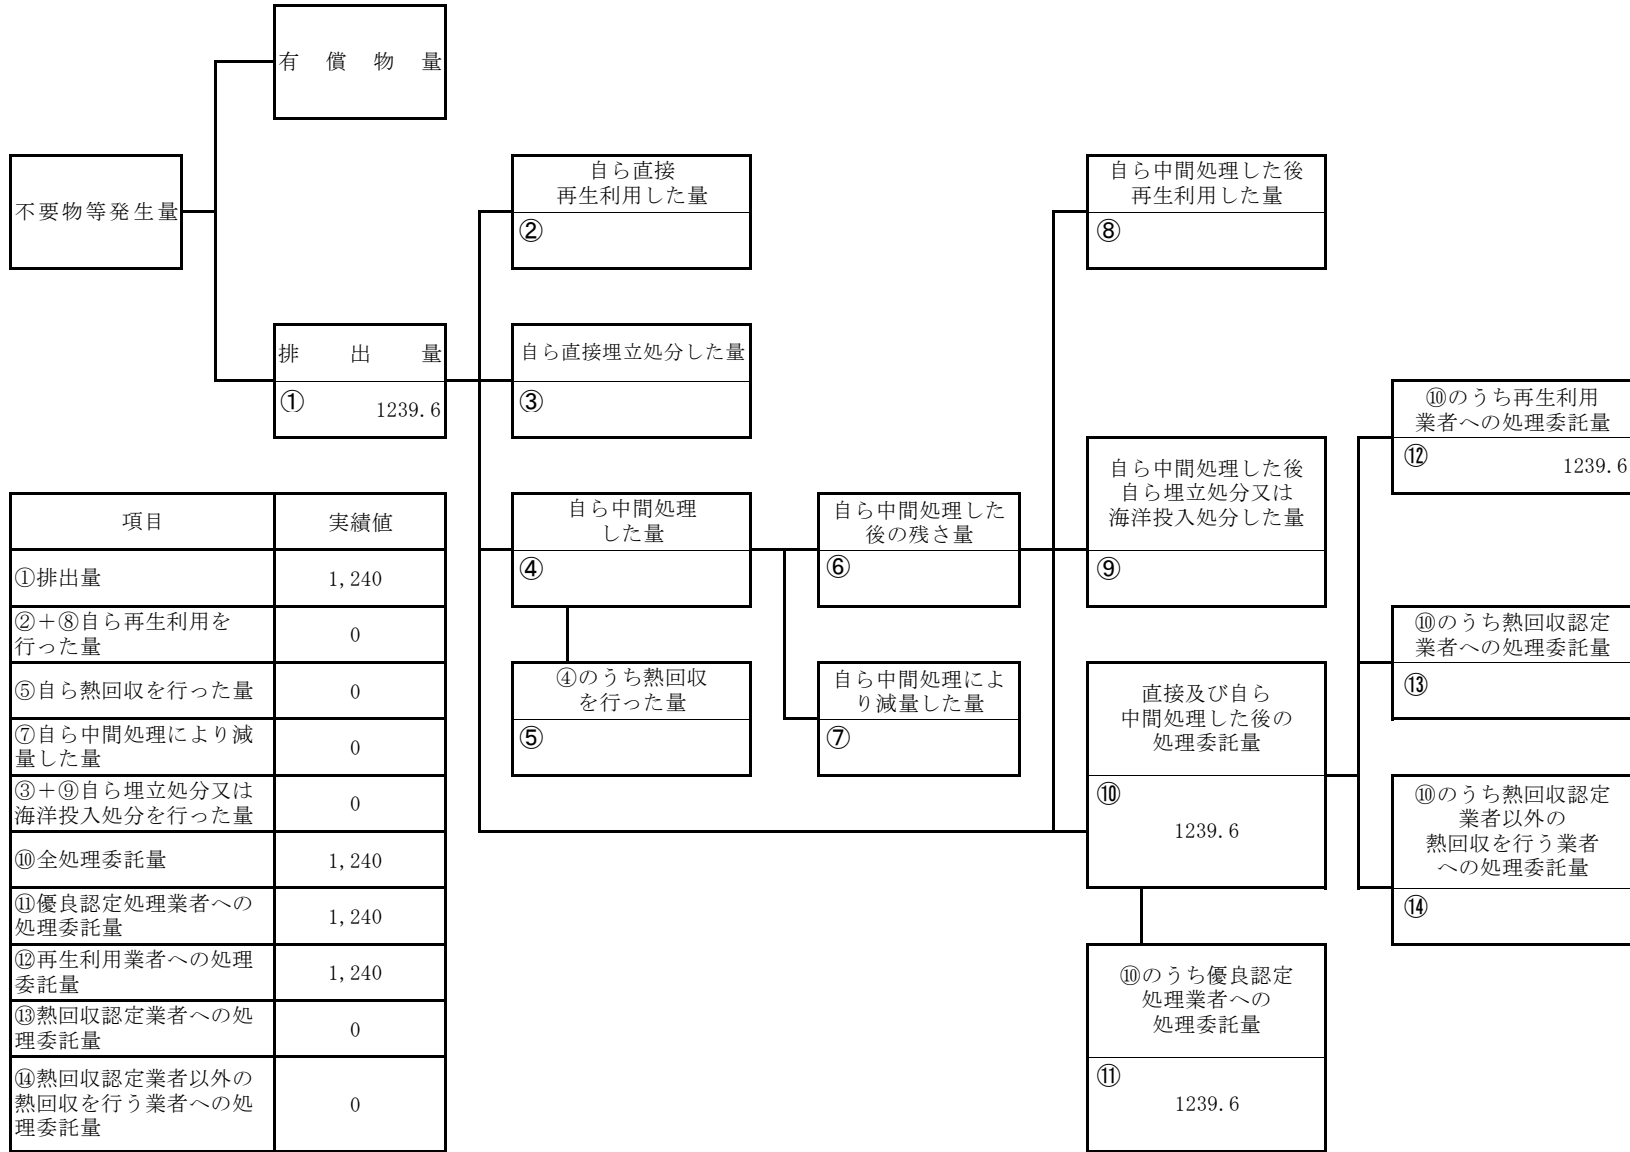 有償物量
不要物等発生量
排出量
①
1239.6
自ら直接
再生利用した量
②
自ら直接埋立処分した量
③
自ら中間処理
した量
④
④のうち熱回収
を行った量
⑤
自ら中間処理した
後の残さ量
⑥
自ら中間処理によ
り減量した量
⑦
自ら中間処理した後
再生利用した量
⑧
自ら中間処理した後
自ら埋立処分又は
海洋投入処分した量
⑨
直接及び自ら
中間処理した後の
処理委託量
⑩
1239.6
⑩のうち優良認定
処理業者への
処理委託量
⑪
1239.6
⑩のうち再生利用
業者への処理委託量
⑫
1239.6
⑩のうち熱回収認定
業者への処理委託量
⑬
⑩のうち熱回収認定
業者以外の
熱回収を行う業者
への処理委託量
⑭
項目 実績値
①排出量 1,240
②＋⑧自ら再生利用を
行った量 0
⑤自ら熱回収を行った量 0
⑦自ら中間処理により減
量した量 0
③＋⑨自ら埋立処分又は
海洋投入処分を行った量 0
⑩全処理委託量 1,240
⑪優良認定処理業者への
処理委託量 1,240
⑫再生利用業者への処理
委託量 1,240
⑬熱回収認定業者への処
理委託量 0
⑭熱回収認定業者以外の
熱回収を行う業者への処
理委託量 0